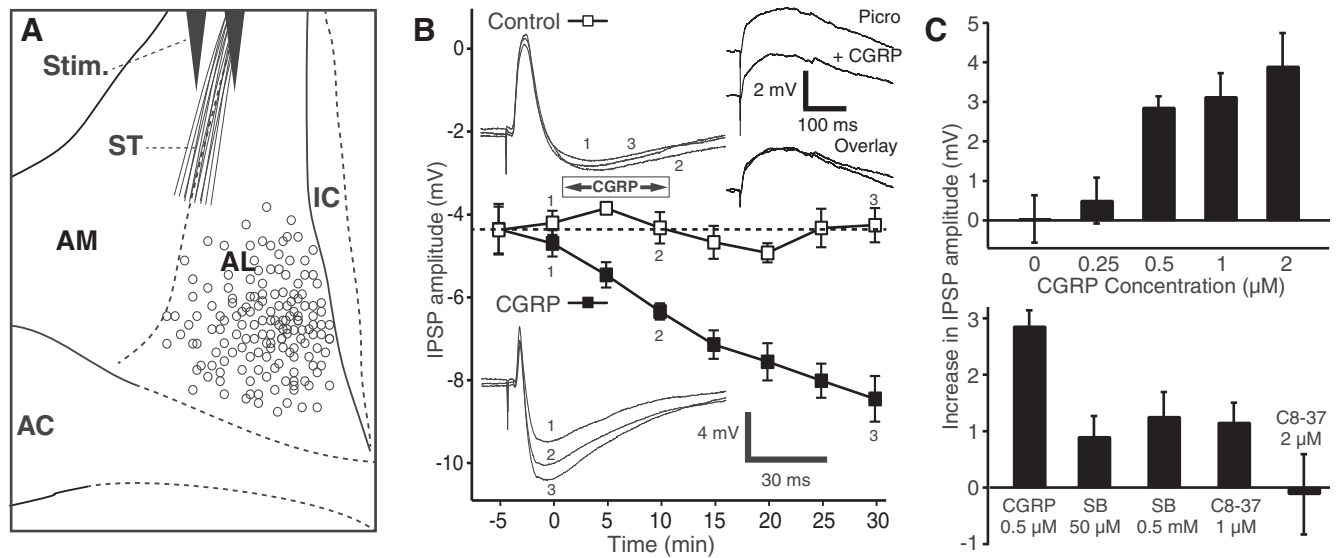 A
Stim.
ST
IC
AM
AL
AC
B
Control
Picro
+ CGRP
2 mV
100 ms
Overlay
1
3
2
CGRP
1
2
3
CGRP
1
2
3
1
2
3
4 mV
30 ms
0
-2
-4
-6
-8
-10
IPSP amplitude (mV)
-5
0
5
10
15
20
25
30
Time (min)
C
5
4
3
2
1
0
0
0.25
0.5
1
2
CGRP Concentration (µM)
Increase in IPSP amplitude (mV)
3
2
1
0
-1
CGRP
0.5 µM
SB
50 µM
SB
0.5 mM
C8-37
1 µM
C8-37
2 µM